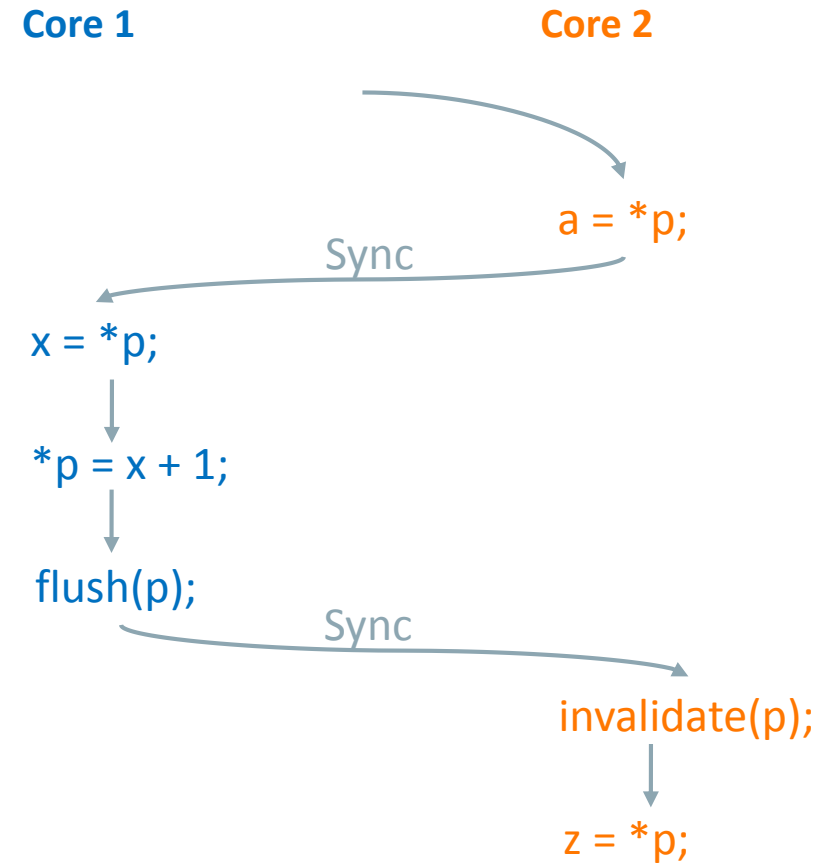 Core 1
Core 2
a = *p;
Sync
x = *p;
*p = x + 1;
flush(p);
Sync
invalidate(p);
z = *p;